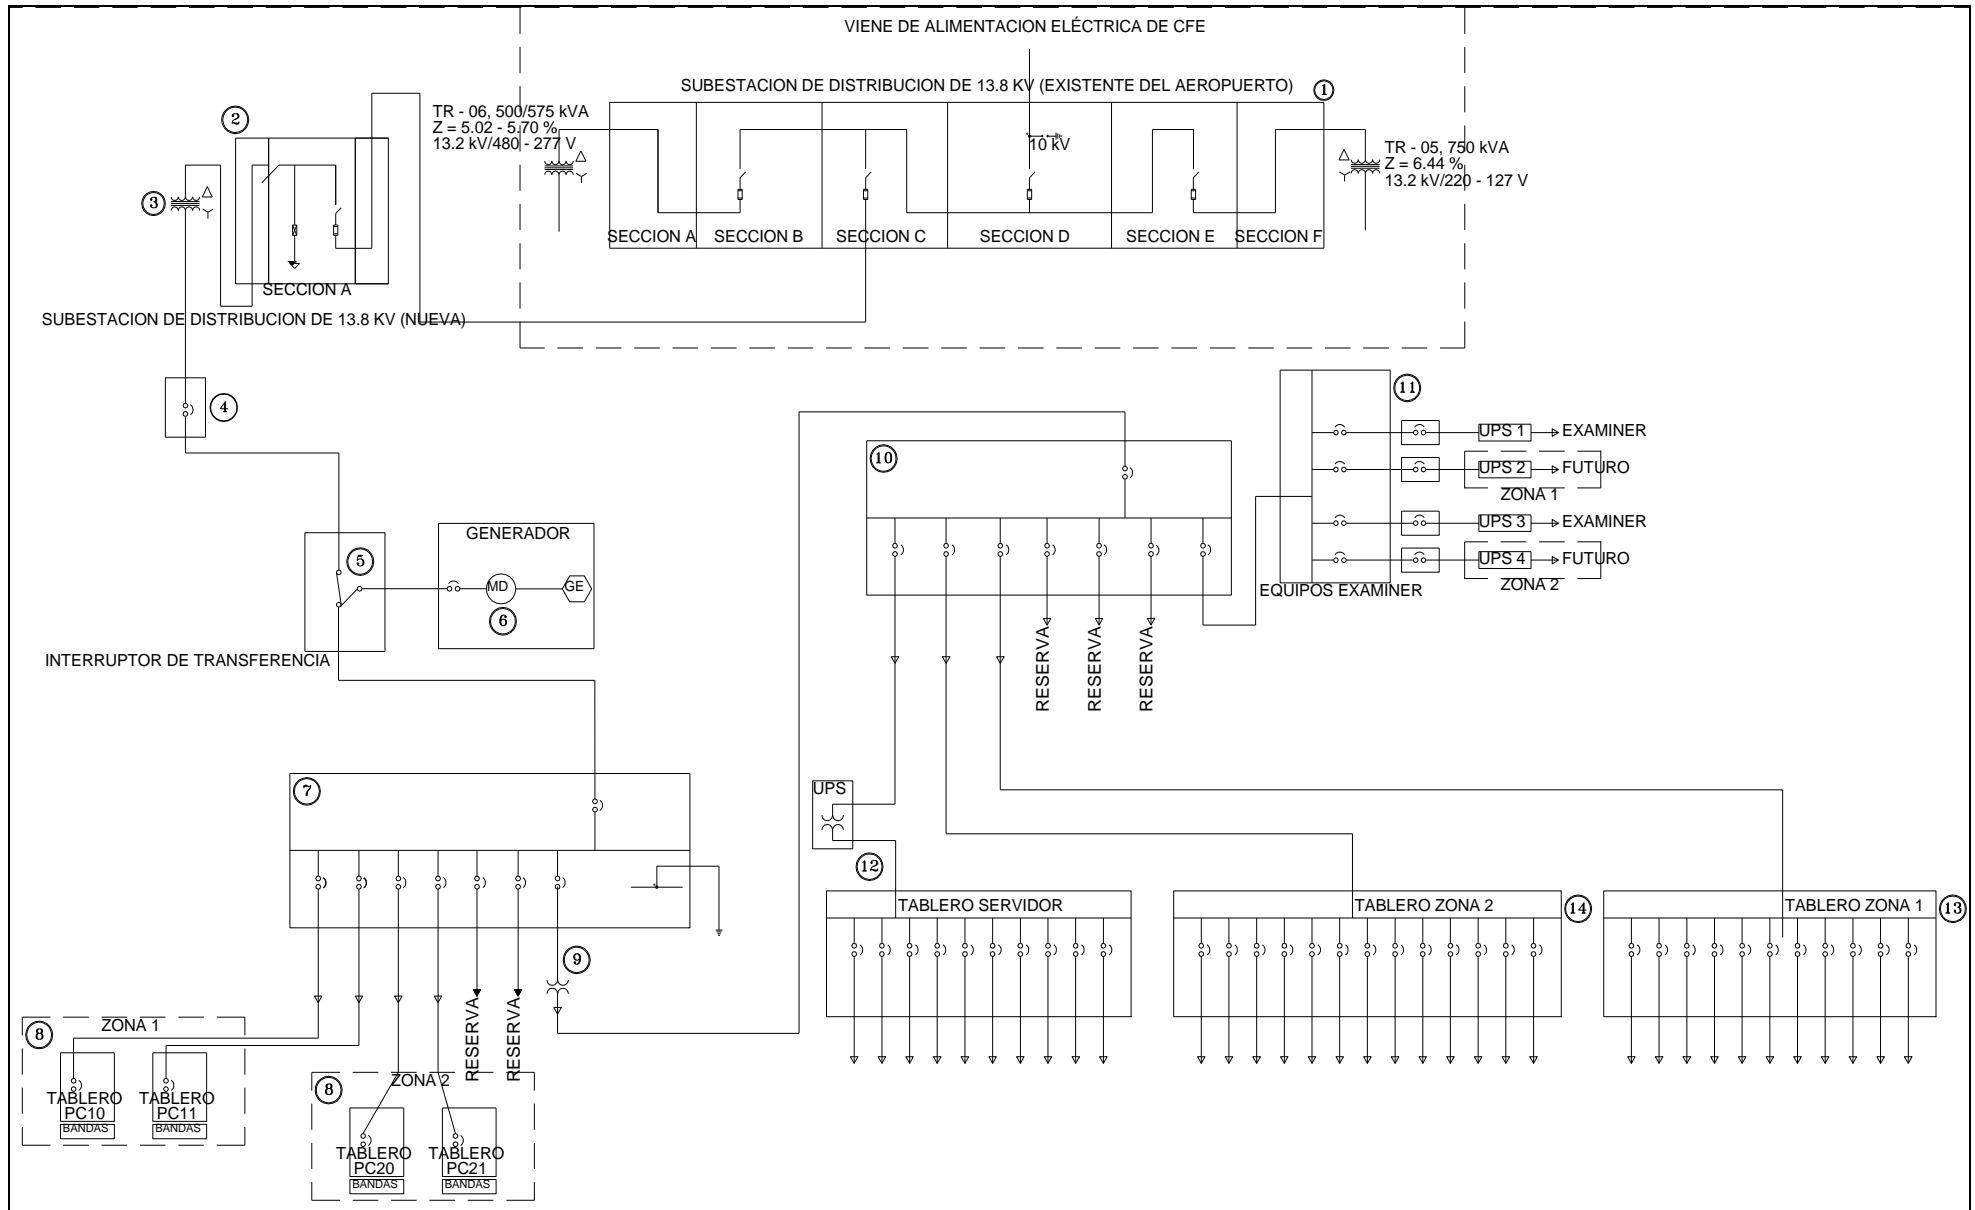 VIENE DE ALIMENTACION ELÉCTRICA DE CFE
SUBESTACION DE DISTRIBUCION DE 13.8 KV (EXISTENTE DEL AEROPUERTO)
1
2
TR - 06, 500/575 kVA
Z = 5.02 - 5.70 %
13.2 kV/480 - 277 V
10 kV
TR - 05, 750 kVA
Z = 6.44 %
13.2 kV/220 - 127 V
3
SECCION A
SECCION B
SECCION C
SECCION D
SECCION E
SECCION F
SECCION A
SUBESTACION DE DISTRIBUCION DE 13.8 KV (NUEVA)
4
11
UPS 1
EXAMINER
UPS 2
FUTURO
ZONA 1
UPS 3
EXAMINER
UPS 4
FUTURO
ZONA 2
EQUIPOS EXAMINER
10
RESERVA
RESERVA
RESERVA
GENERADOR
5
MD
GE
6
INTERRUPTOR DE TRANSFERENCIA
7
UPS
12
9
TABLERO SERVIDOR
TABLERO ZONA 2
14
TABLERO ZONA 1
13
RESERVA
RESERVA
8
ZONA 1
TABLERO
PC10
BANDAS
TABLERO
PC11
BANDAS
8
ZONA 2
TABLERO
PC20
BANDAS
TABLERO
PC21
BANDAS